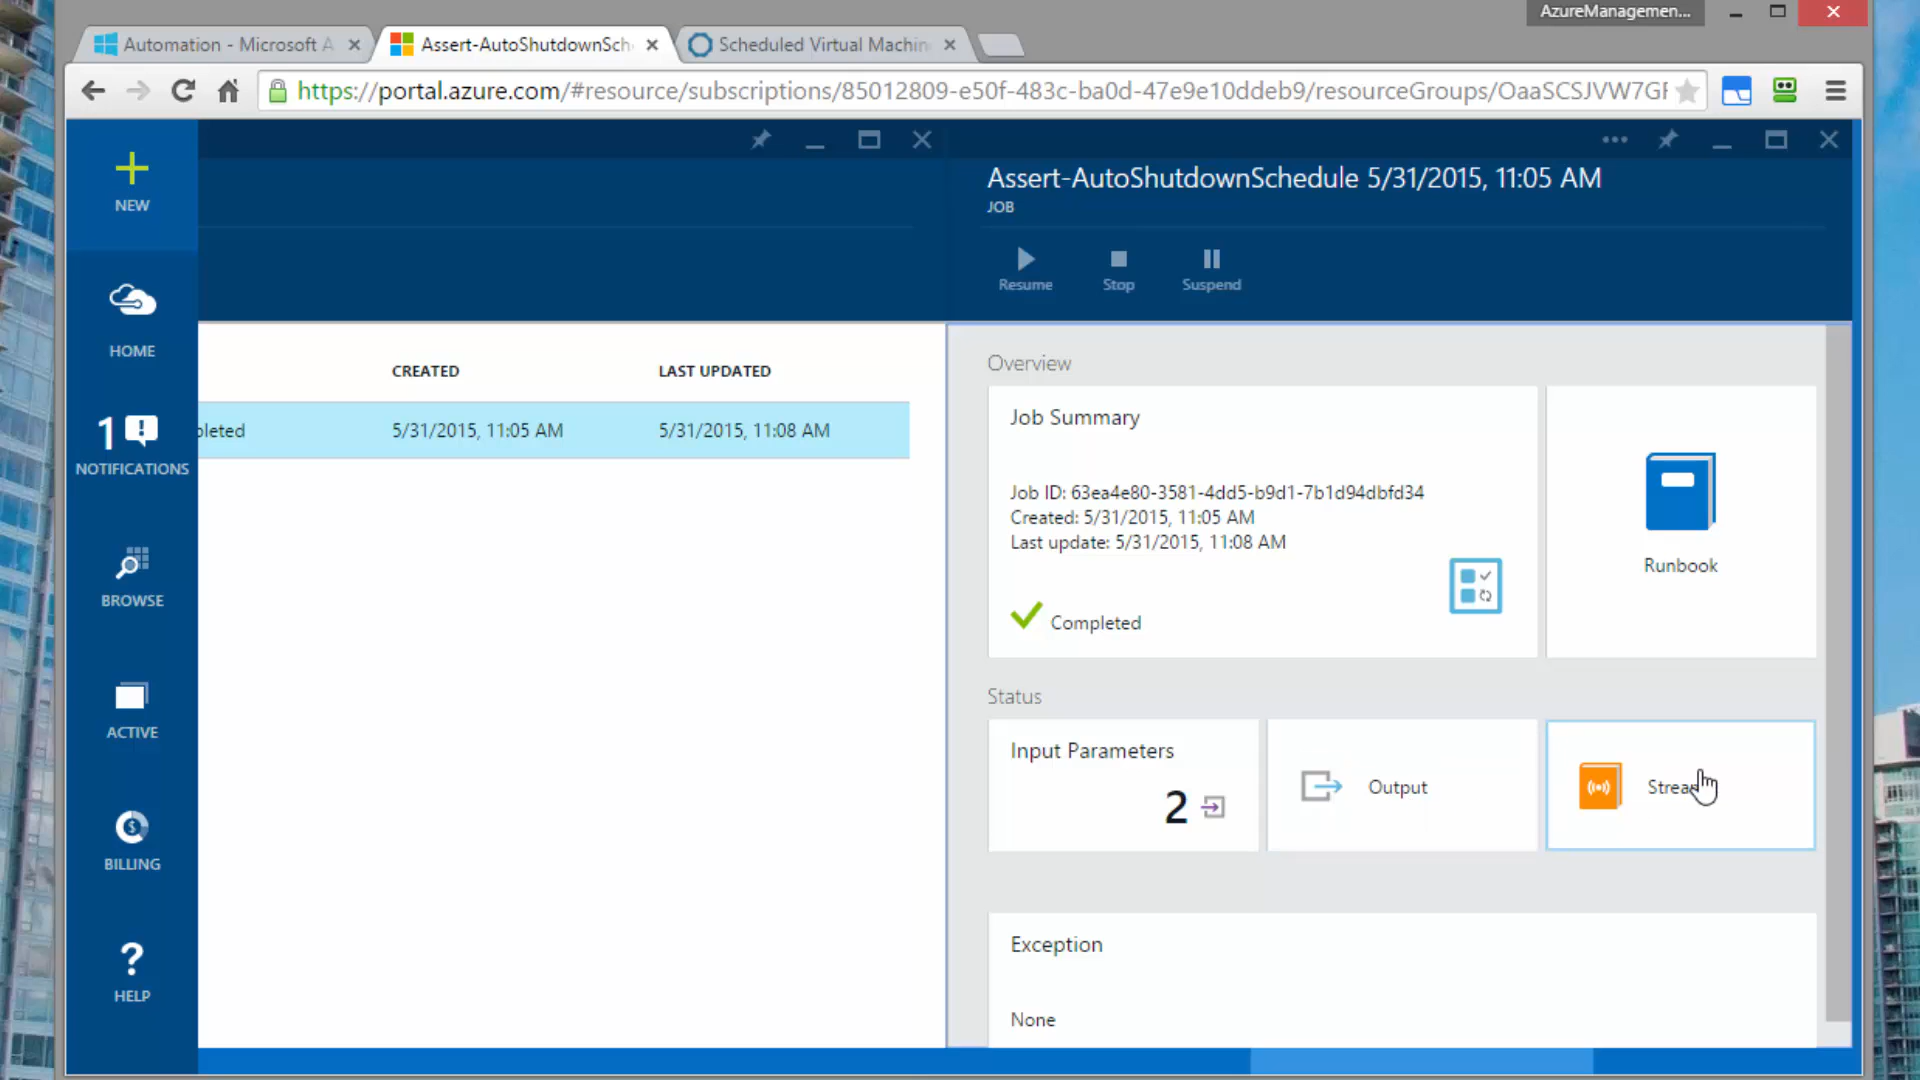 AzureManagemen...
Automation - Microsoft A
Assert-AutoShutdownSch
Scheduled Virtual Machin
https://portal.azure.com/#resource/subscriptions/85012809-e50f-483c-ba0d-47e9e10ddeb9/resourceGroups/OaaSCSJVW7GF
NEW
HOME
1
NOTIFICATIONS
BROWSE
ACTIVE
BILLING
HELP
CREATED
LAST UPDATED
pleted
5/31/2015, 11:05 AM
5/31/2015, 11:08 AM
Assert-AutoShutdownSchedule 5/31/2015, 11:05 AM
JOB
Resume
Stop
Suspend
Overview
Job Summary
Job ID: 63ea4e80-3581-4dd5-b9d1-7b1d94dbfd34
Created: 5/31/2015, 11:05 AM
Last update: 5/31/2015, 11:08 AM
Completed
Runbook
Status
Input Parameters
2
Output
Strea
Exception
None